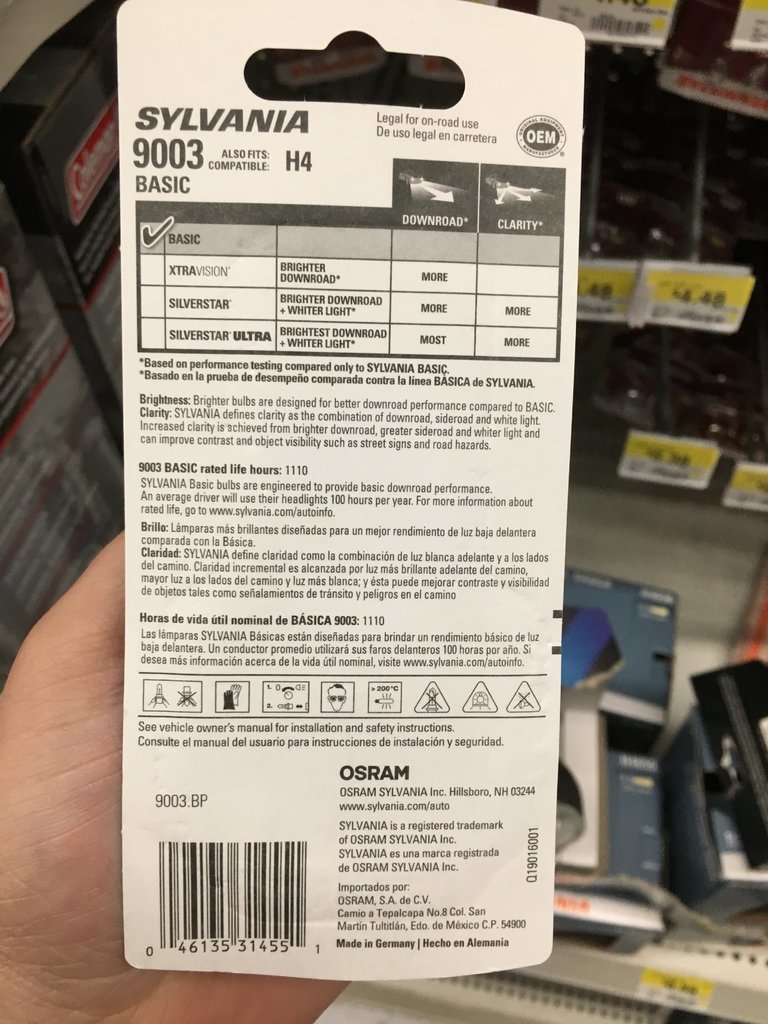 SYLVANIA
Legal for on-road use
De uso legal en carretera
ORIGINAL EQUIPMENT
OEM
MANUFACTURER
9003 ALSO FITS: H4
COMPATIBLE:
BASIC
DOWNROAD* CLARITY*
BASIC
XTRAVISION BRIGHTER DOWNROAD* MORE
SILVERSTAR BRIGHTER DOWNROAD + WHITER LIGHT* MORE MORE
SILVERSTAR ULTRA BRIGHTEST DOWNROAD + WHITER LIGHT* MOST MORE
*Based on performance testing compared only to SYLVANIA BASIC.
*Basado en la prueba de desempeño comparada contra la línea BÁSICA de SYLVANIA.
Brightness: Brighter bulbs are designed for better downroad performance compared to BASIC.
Clarity: SYLVANIA defines clarity as the combination of downroad, sideroad and white light.
Increased clarity is achieved from brighter downroad, greater sideroad and whiter light and
can improve contrast and object visibility such as street signs and road hazards.
9003 BASIC rated life hours: 1110
SYLVANIA Basic bulbs are engineered to provide basic downroad performance.
An average driver will use their headlights 100 hours per year. For more information about
rated life, go to www.sylvania.com/autoinfo.
Brillo: Lámparas más brillantes diseñadas para un mejor rendimiento de luz baja delantera
comparada con la Básica.
Claridad: SYLVANIA define claridad como la combinación de luz blanca adelante y a los lados
del camino. Claridad incremental es alcanzada por luz más brillante adelante del camino,
mayor luz a los lados del camino y luz más blanca; y ésta puede mejorar contraste y visibilidad
de objetos tales como señalamientos de tránsito y peligros en el camino
Horas de vida útil nominal de BÁSICA 9003: 1110
Las lámparas SYLVANIA Básicas están diseñadas para brindar un rendimiento básico de luz
baja delantera. Un conductor promedio utilizará sus faros delanteros 100 horas por año. Si
desea más información acerca de la vida útil nominal, visite www.sylvania.com/autoinfo.
1. 0
2.
>200°C
See vehicle owner's manual for installation and safety instructions.
Consulte el manual del usuario para instrucciones de instalación y seguridad.
9003.BP
OSRAM
OSRAM SYLVANIA Inc. Hillsboro, NH 03244
www.sylvania.com/auto
SYLVANIA is a registered trademark
of OSRAM SYLVANIA Inc.
SYLVANIA es una marca registrada
de OSRAM SYLVANIA Inc.
Importados por:
OSRAM, S.A. de C.V.
Camio a Tepalcapa No.8 Col. San
Martin Tultitlán, Edo. de México C.P. 54900
Made in Germany | Hecho en Alemania
Q19016001
0 46135 31455 1
4.48